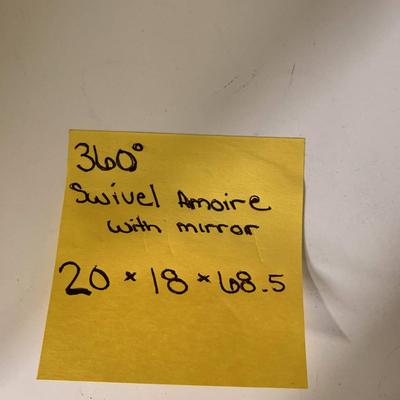 360°
Swivel Amoire
with mirror
20 × 18 × 68.5